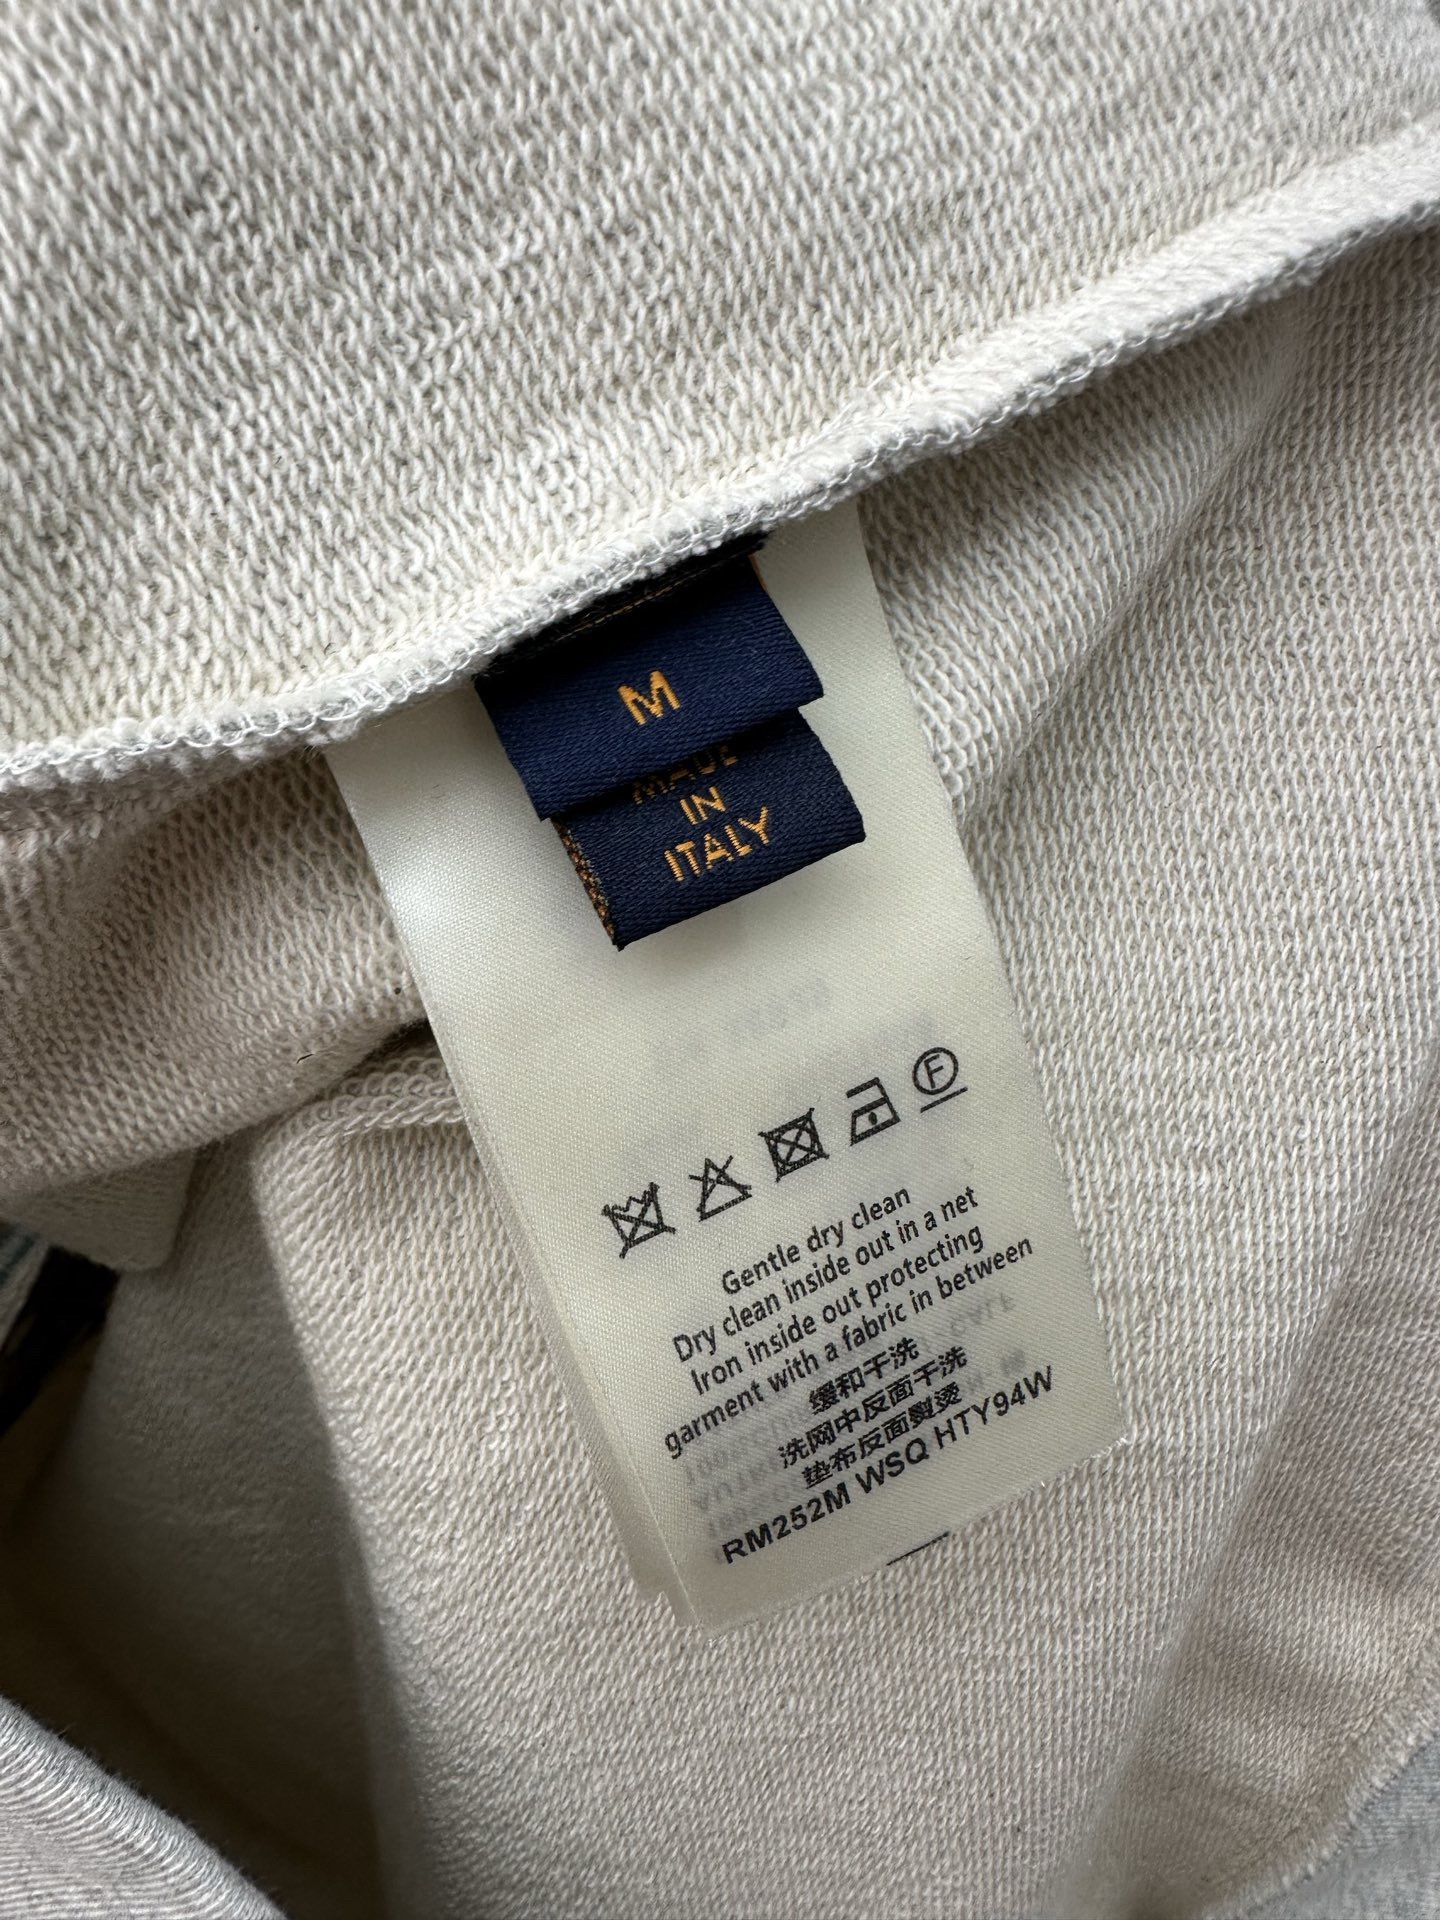 M
MADE
IN
ITALY
F
Gentle dry clean
Dry clean inside out in a net
Iron inside out protecting
garment with a fabric in between
缓和干洗
洗网中反面干洗
垫布反面熨烫
RM252M WSQ HTY94W